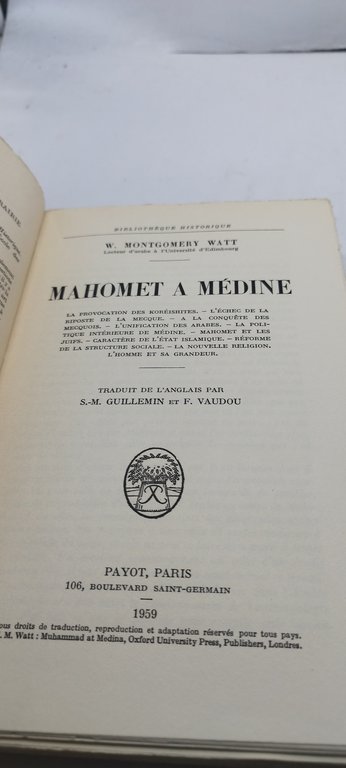 RAIRIE
BIBLIOTHÈQUE HISTORIQUE
W. MONTGOMERY WATT
Lecteur d'arabe à l'Université d'Edimbourg
MAHOMET A MÉDINE
LA PROVOCATION DES KORÉISHITES. – L'ÉCHEC DE LA
RIPOSTE DE LA MECQUE. – A LA CONQUÊTE DES
MECQUOIS. – L'UNIFICATION DES ARABES. – LA POLI-
TIQUE INTÉRIEURE DE MÉDINE. – MAHOMET ET LES
JUIFS. – CARACTÈRE DE L'ÉTAT ISLAMIQUE. – RÉFORME
DE LA STRUCTURE SOCIALE. – LA NOUVELLE RELIGION.
L'HOMME ET SA GRANDEUR.
TRADUIT DE L'ANGLAIS PAR
S.-M. GUILLEMIN ET F. VAUDOU
PAYOT, PARIS
106, BOULEVARD SAINT-GERMAIN
1959
ous droits de traduction, reproduction et adaptation réservés pour tous pays.
. M. Watt : Muhammad at Medina, Oxford University Press, Publishers, Londres.